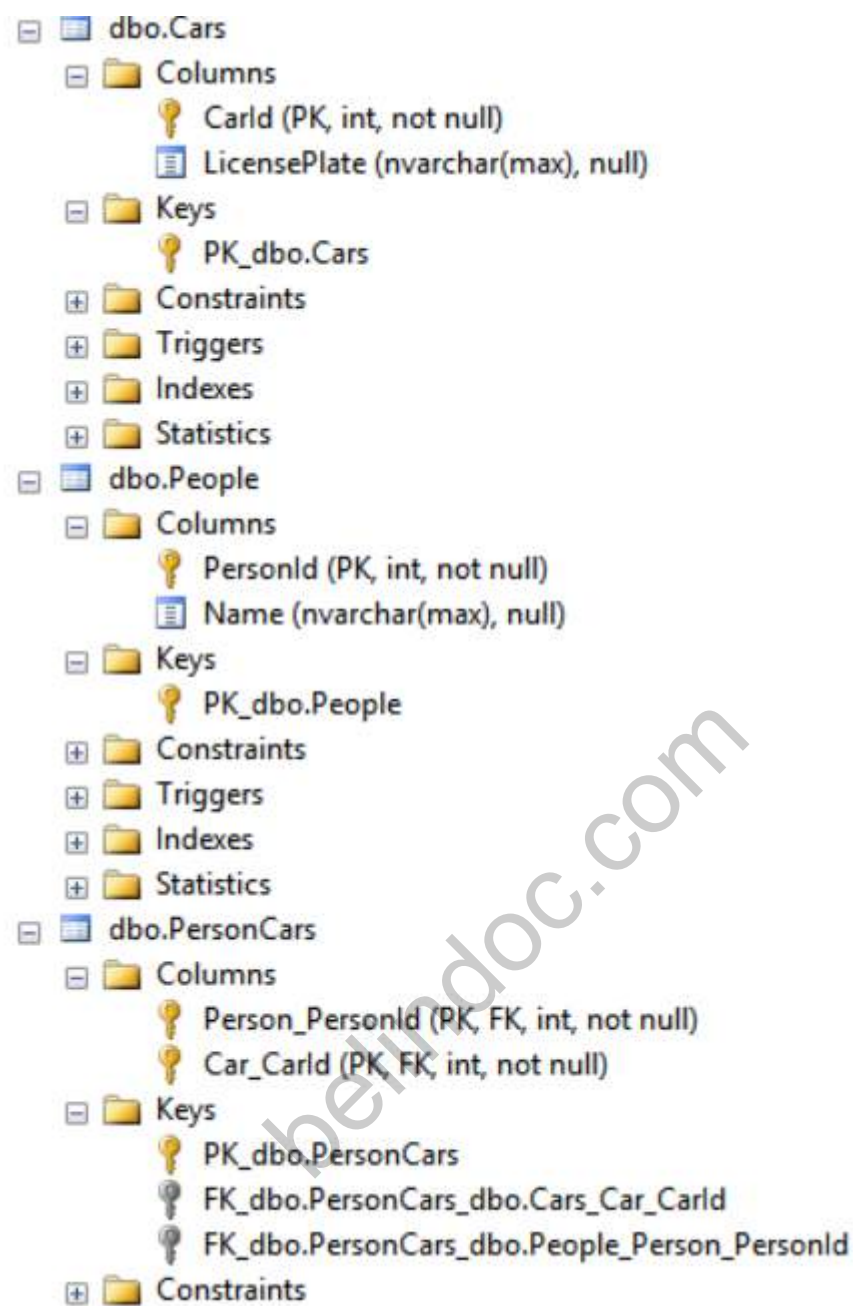 dbo.Cars
Columns
CarId (PK, int, not null)
LicensePlate (nvarchar(max), null)
Keys
PK_dbo.Cars
Constraints
Triggers
Indexes
Statistics
dbo.People
Columns
PersonId (PK, int, not null)
Name (nvarchar(max), null)
Keys
PK_dbo.People
Constraints
Triggers
Indexes
Statistics
dbo.PersonCars
Columns
Person_PersonId (PK, FK, int, not null)
Car_CarId (PK, FK, int, not null)
Keys
PK_dbo.PersonCars
FK_dbo.PersonCars_dbo.Cars_Car_CarId
FK_dbo.PersonCars_dbo.People_Person_PersonId
Constraints
belindoc.com